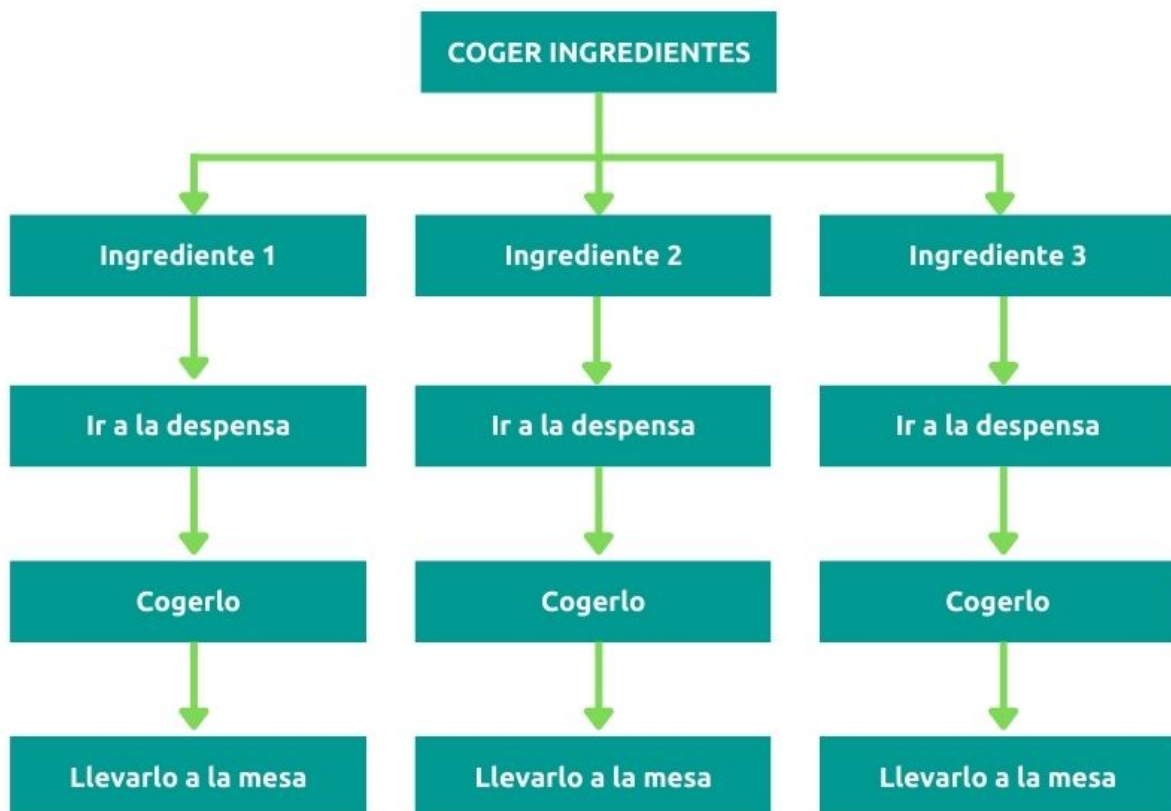 COGER INGREDIENTES
Ingrediente 1
Ingrediente 2
Ingrediente 3
Ir a la despensa
Ir a la despensa
Ir a la despensa
Cogerlo
Cogerlo
Cogerlo
Llevarlo a la mesa
Llevarlo a la mesa
Llevarlo a la mesa